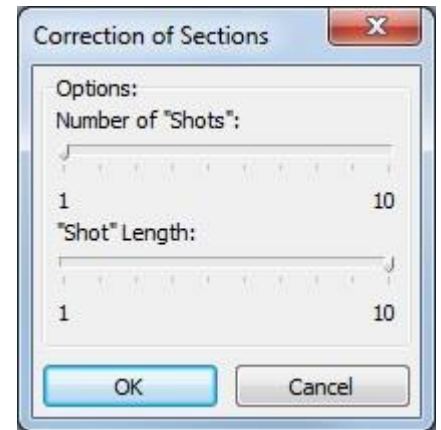 Correction of Sections
Options:
Number of "Shots":
1 10
"Shot" Length:
1 10
OK Cancel